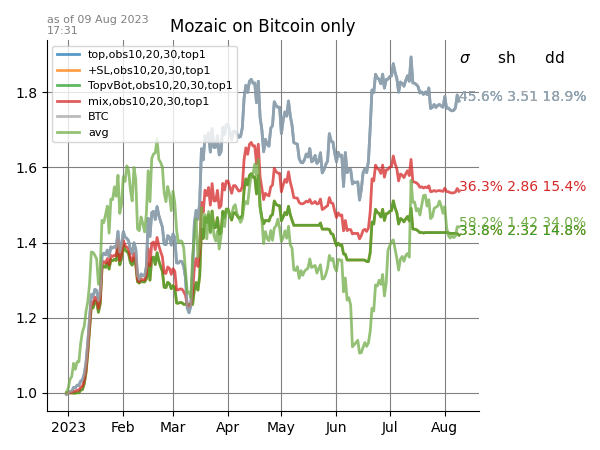 as of 09 Aug 2023
17:31
Mozaic on Bitcoin only
top,obs10,20,30,top1
+SL,obs10,20,30,top1
TopvBot,obs10,20,30,top1
mix,obs10,20,30,top1
BTC
avg
σ sh dd
45.6% 3.51 18.9%
36.3% 2.86 15.4%
58.2% 1.42 34.0%
33.8% 2.32 14.8%
1.8
1.6
1.4
1.2
1.0
2023 Feb Mar Apr May Jun Jul Aug